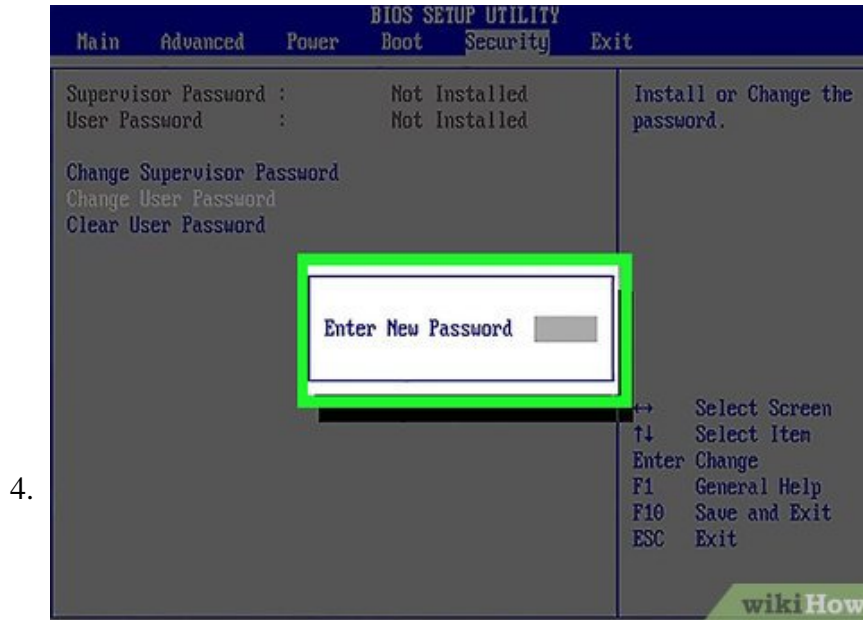 BIOS SETUP UTILITY
Main Advanced Power Boot Security Exit
Supervisor Password : Not Installed
User Password : Not Installed
Change Supervisor Password
Change User Password
Clear User Password
Install or Change the
password.
Enter New Password
↔ Select Screen
↑↓ Select Item
Enter Change
F1 General Help
F10 Save and Exit
ESC Exit
4.
wikiHow